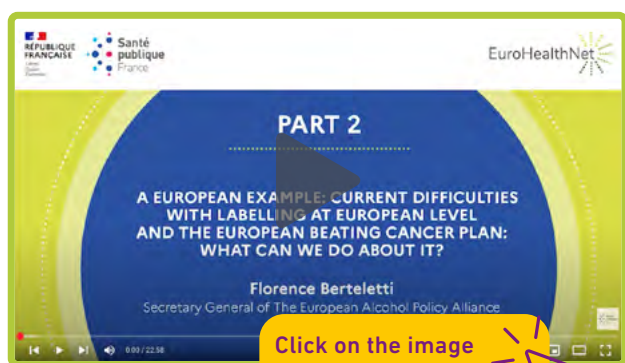 RÉPUBLIQUE
FRANÇAISE
Santé
publique
France
EuroHealthNet
PART 2
A EUROPEAN EXAMPLE: CURRENT DIFFICULTIES
WITH LABELLING AT EUROPEAN LEVEL
AND THE EUROPEAN BEATING CANCER PLAN:
WHAT CAN WE DO ABOUT IT?
Florence Berteletti
Secretary General of The European Alcohol Policy Alliance
0:00 / 22:58
Click on the image